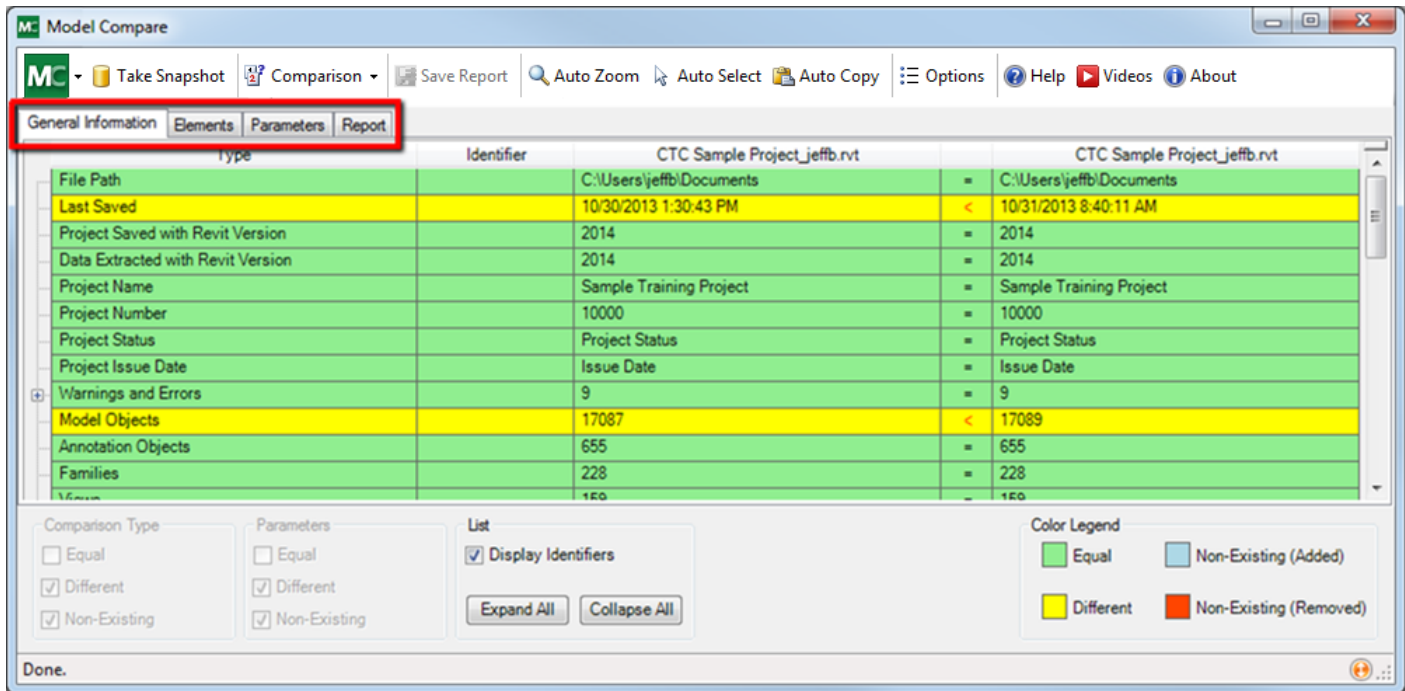 MC Model Compare
MC Take Snapshot Comparison Save Report Auto Zoom Auto Select Auto Copy Options Help Videos About
General Information Elements Parameters Report
Type Identifier CTC Sample Project_jeffb.rvt CTC Sample Project_jeffb.rvt
File Path C:\Users\jeffb\Documents = C:\Users\jeffb\Documents
Last Saved 10/30/2013 1:30:43 PM < 10/31/2013 8:40:11 AM
Project Saved with Revit Version 2014 = 2014
Data Extracted with Revit Version 2014 = 2014
Project Name Sample Training Project = Sample Training Project
Project Number 10000 = 10000
Project Status Project Status = Project Status
Project Issue Date Issue Date = Issue Date
Warnings and Errors 9 = 9
Model Objects 17087 < 17089
Annotation Objects 655 = 655
Families 228 = 228
Views 159 = 159
Comparison Type Parameters List Color Legend
Equal Equal Display Identifiers Equal Non-Existing (Added)
Different Different
Expand All Collapse All Different Non-Existing (Removed)
Non-Existing Non-Existing
Done.